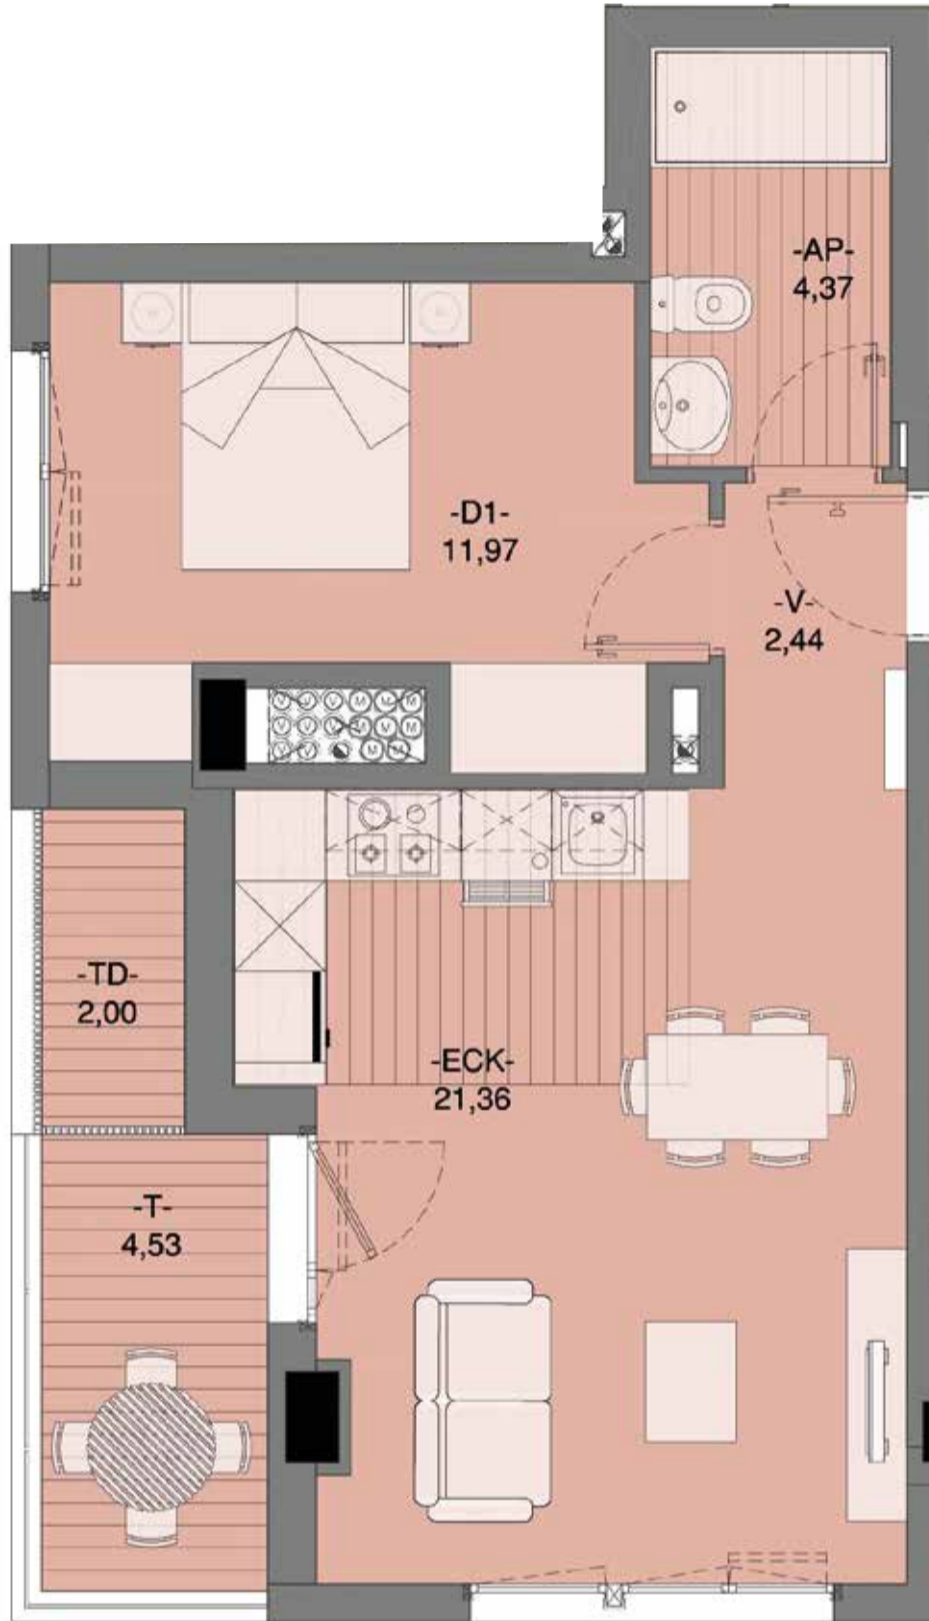 -AP-
4,37
-D1-
11,97
-V-
2,44
V V V M M M
V V V M M
V V M M
-TD-
2,00
-ECK-
21,36
-T-
4,53